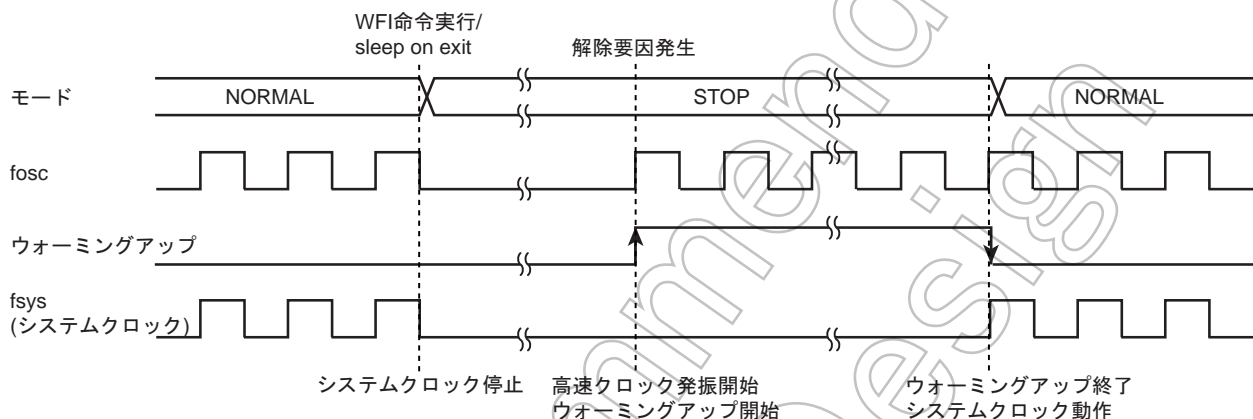 WFI命令実行/
sleep on exit
解除要因発生
モード
NORMAL
STOP
NORMAL
fosc
ウォーミングアップ
fsys
(システムクロック)
システムクロック停止
高速クロック発振開始
ウォーミングアップ開始
ウォーミングアップ終了
システムクロック動作